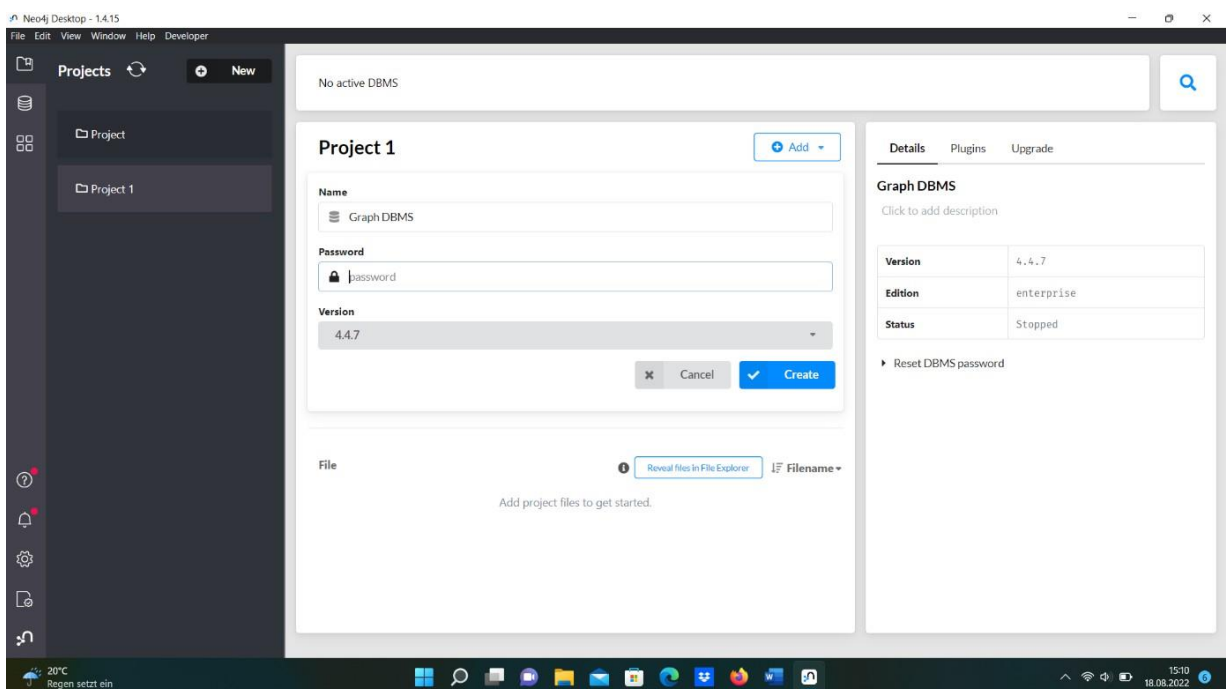 Neo4j Desktop - 1.4.15
File Edit View Window Help Developer
Projects
New
Project
Project 1
No active DBMS
Project 1
Add
Name
Graph DBMS
Password
password
Version
4.4.7
Cancel
Create
File
Reveal files in File Explorer
Filename
Add project files to get started.
Details Plugins Upgrade
Graph DBMS
Click to add description
Version 4.4.7
Edition enterprise
Status Stopped
Reset DBMS password
20°C
Regen setzt ein
15:10
18.08.2022
6